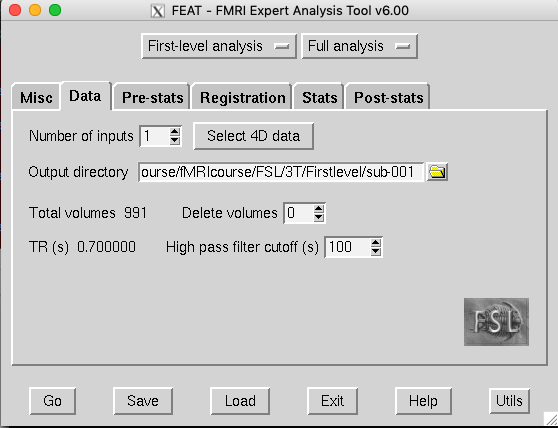 FEAT - FMRI Expert Analysis Tool v6.00
First-level analysis Full analysis
Misc Data Pre-stats Registration Stats Post-stats
Number of inputs 1 Select 4D data
Output directory ourse/fMRIcourse/FSL/3T/Firstlevel/sub-001
Total volumes 991 Delete volumes 0
TR (s) 0.700000 High pass filter cutoff (s) 100
FSL
Go Save Load Exit Help Utils